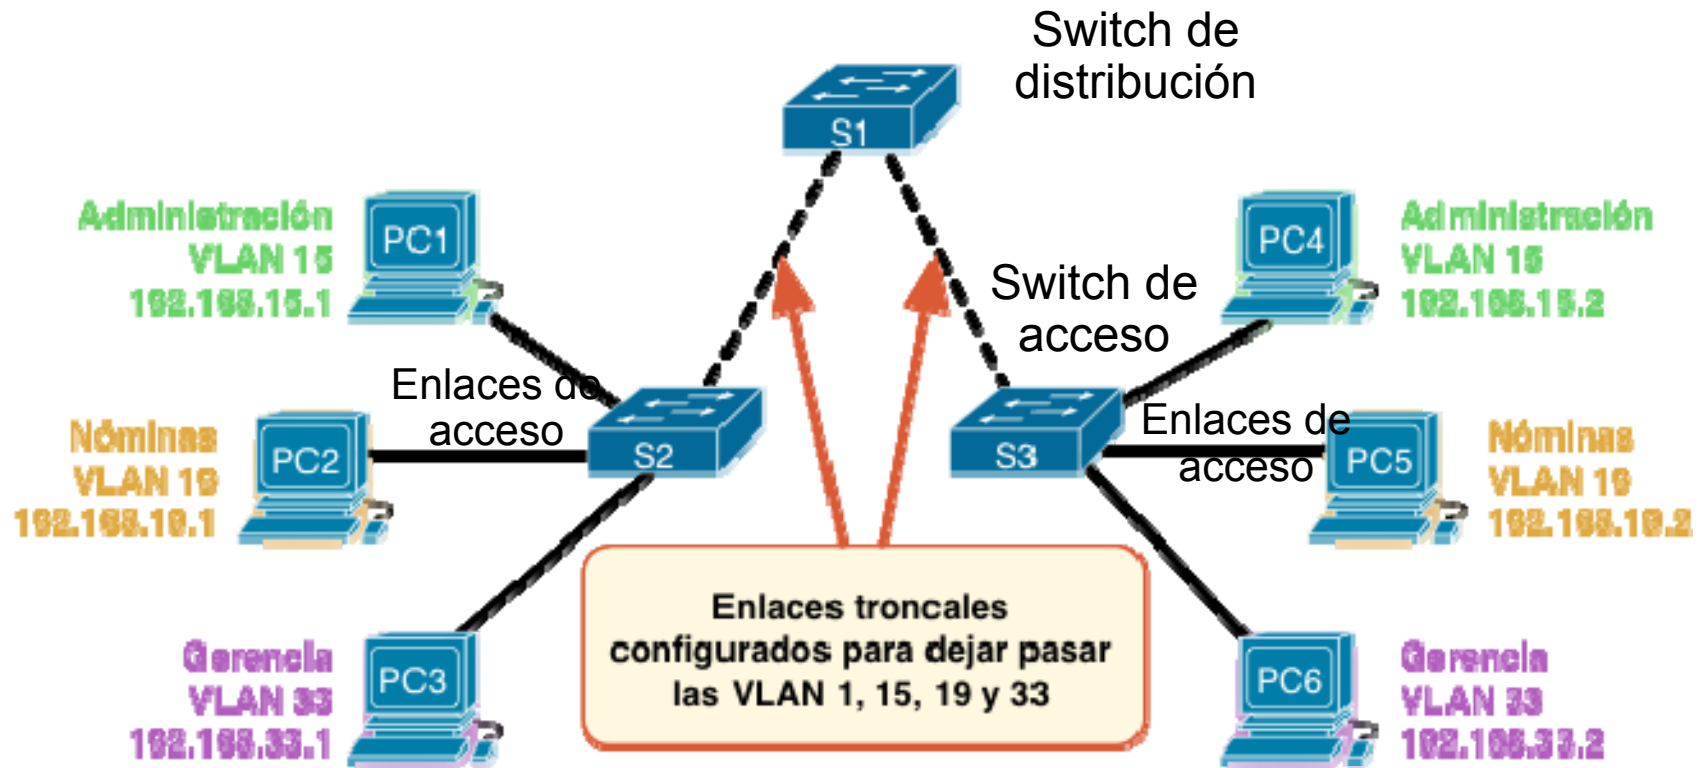 Switch de
distribución
S1
Administración
VLAN 15
192.168.15.1
PC1
PC4
Administración
VLAN 15
192.168.15.2
Switch de
acceso
Enlaces de
acceso
Nóminas
VLAN 19
192.168.19.1
PC2
S2
S3
Enlaces de
acceso
PC5
Nóminas
VLAN 19
192.168.19.2
Enlaces troncales
configurados para dejar pasar
las VLAN 1, 15, 19 y 33
Gerencia
VLAN 33
192.168.33.1
PC3
PC6
Gerencia
VLAN 33
192.168.33.2